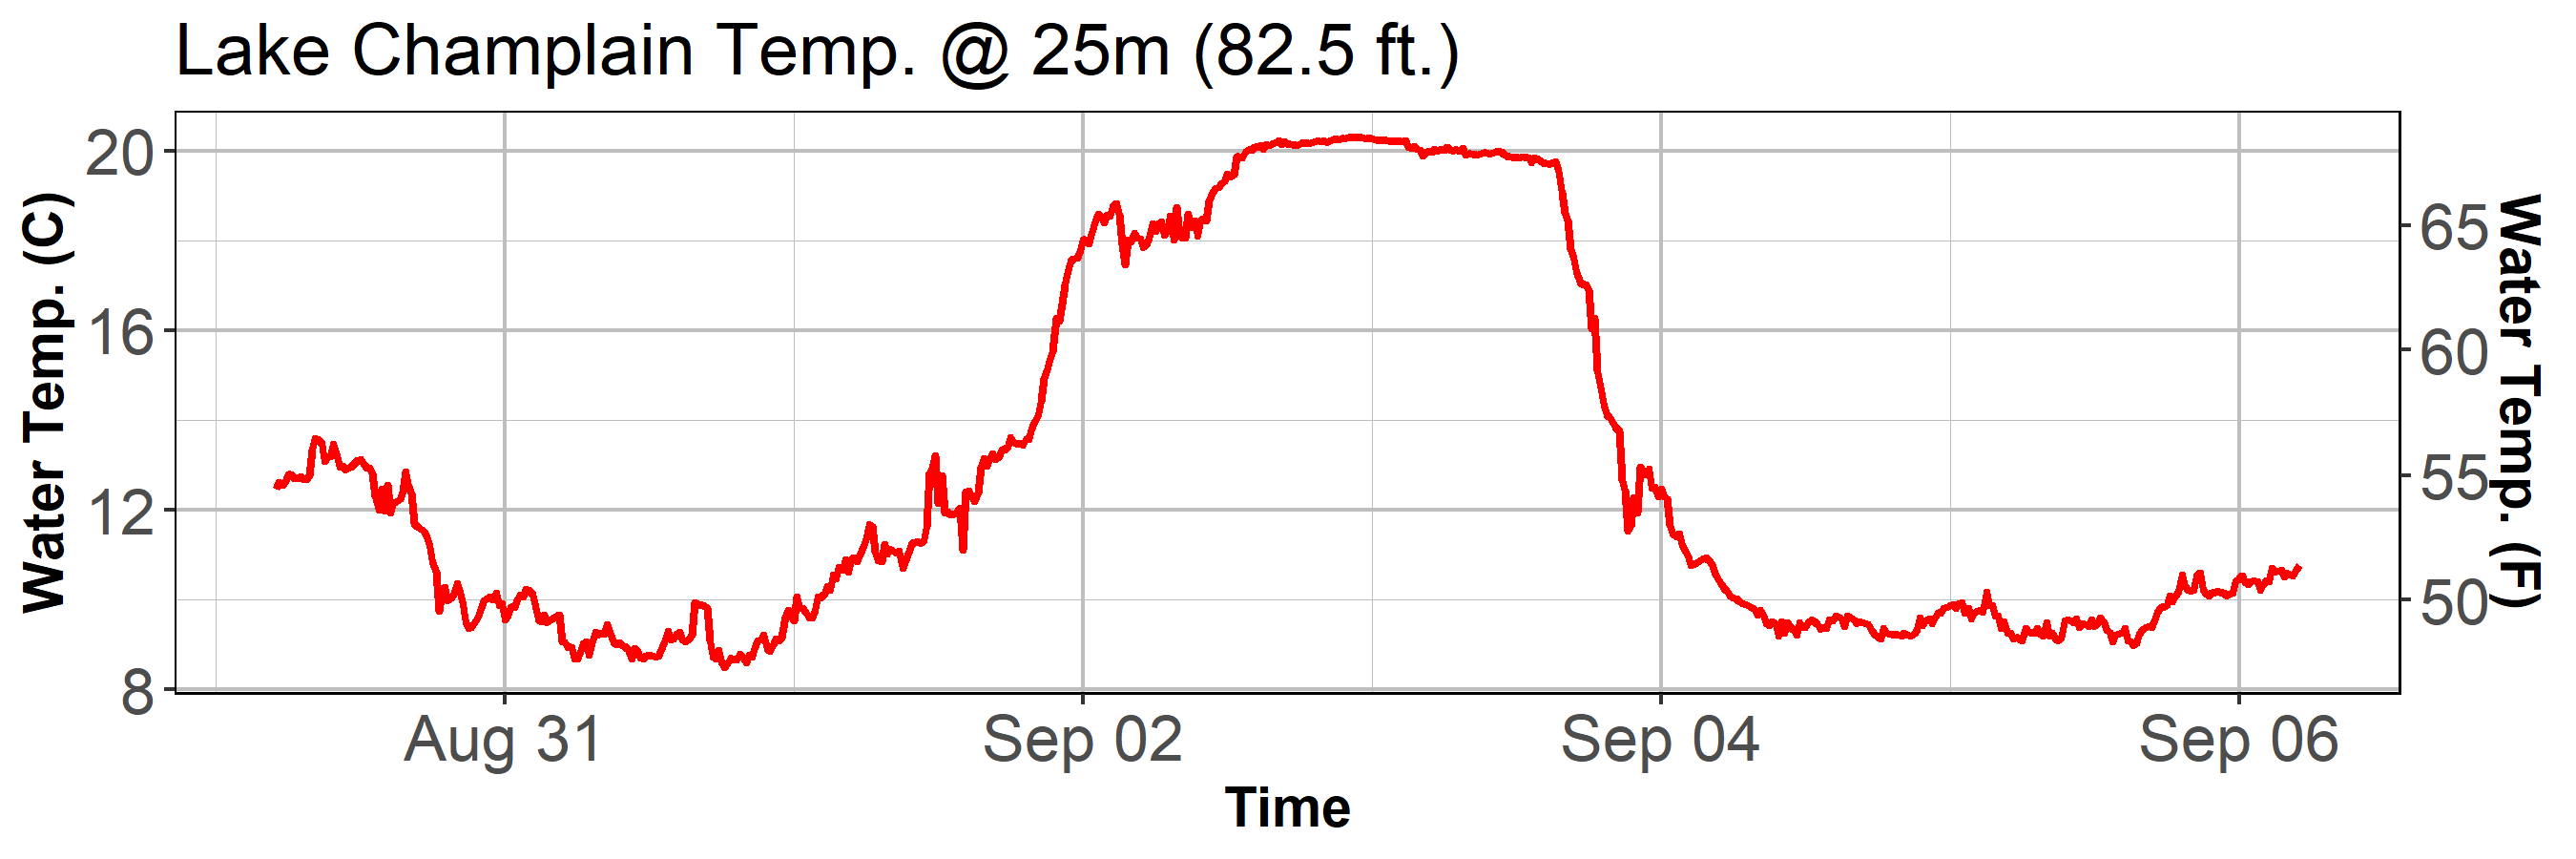 Lake Champlain Temp. @ 25m (82.5 ft.)
Water Temp. (C)
20
16
12
8
65
60
55
50
Water Temp. (F)
Aug 31 Sep 02 Sep 04 Sep 06
Time